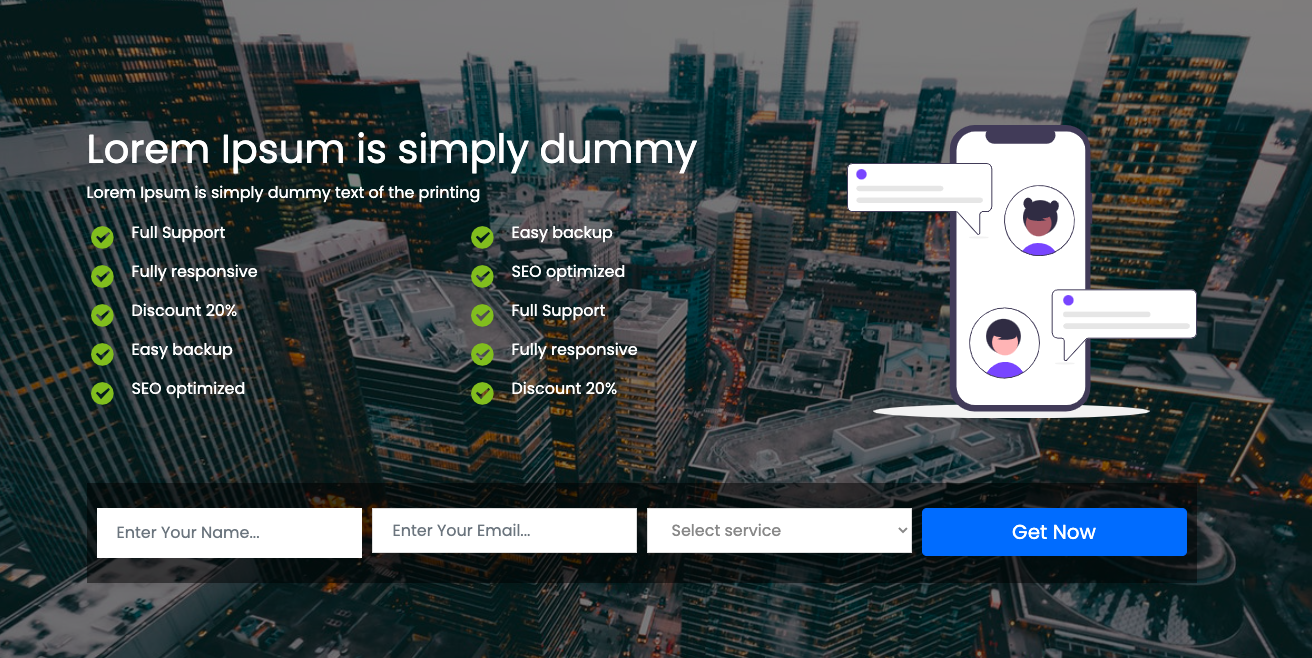 Lorem Ipsum is simply dummy
Lorem Ipsum is simply dummy text of the printing
Full Support
Fully responsive
Discount 20%
Easy backup
SEO optimized
Easy backup
SEO optimized
Full Support
Fully responsive
Discount 20%
Enter Your Name...
Enter Your Email...
Select service
Get Now